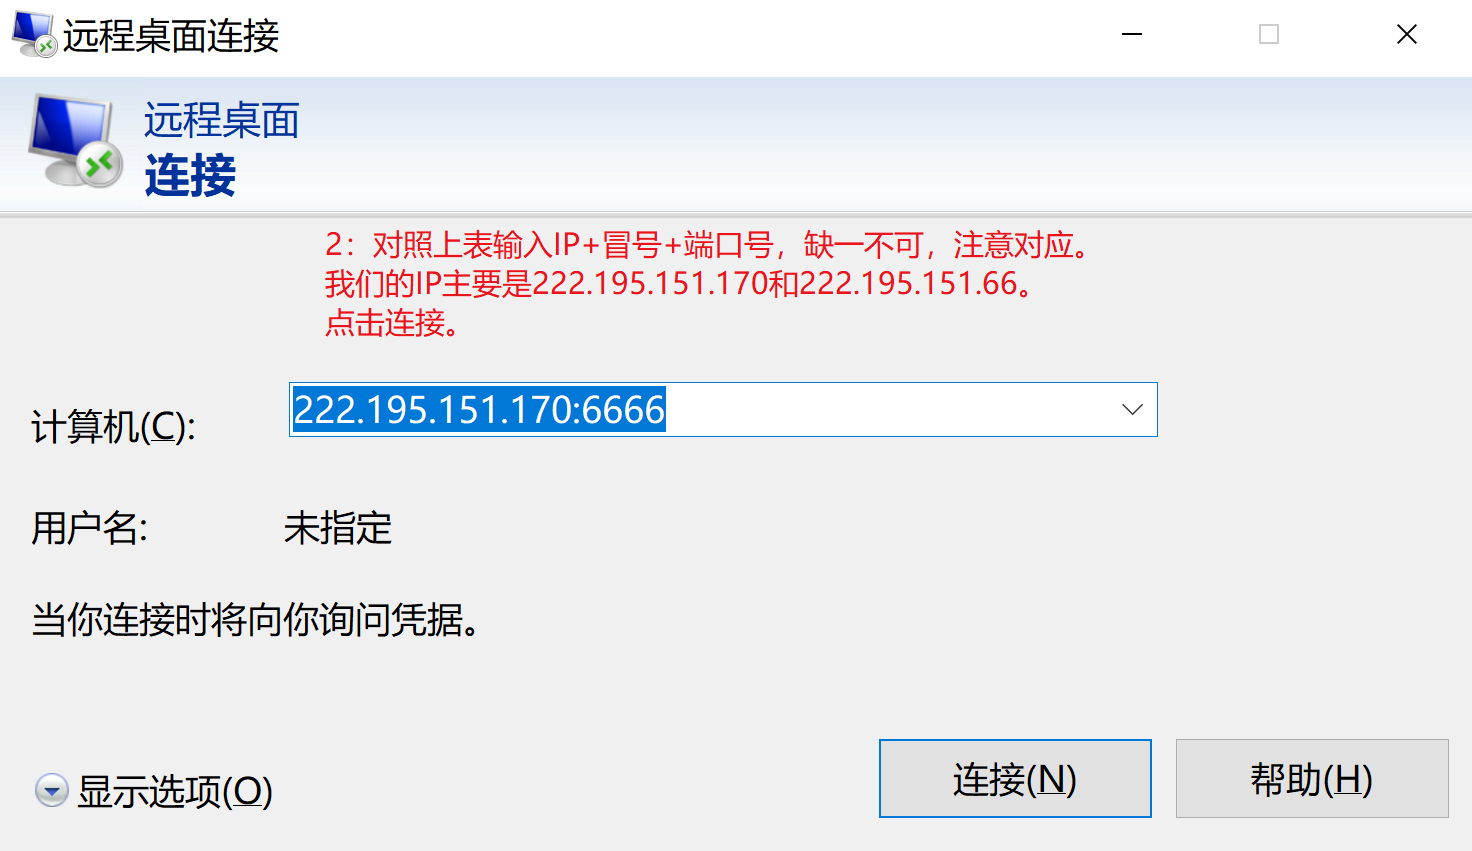 远程桌面连接
远程桌面
连接
2：对照上表输入IP+冒号+端口号，缺一不可，注意对应。
我们的IP主要是222.195.151.170和222.195.151.66。
点击连接。
计算机(C):
222.195.151.170:6666
用户名:
未指定
当你连接时将向你询问凭据。
显示选项(O)
连接(N)
帮助(H)